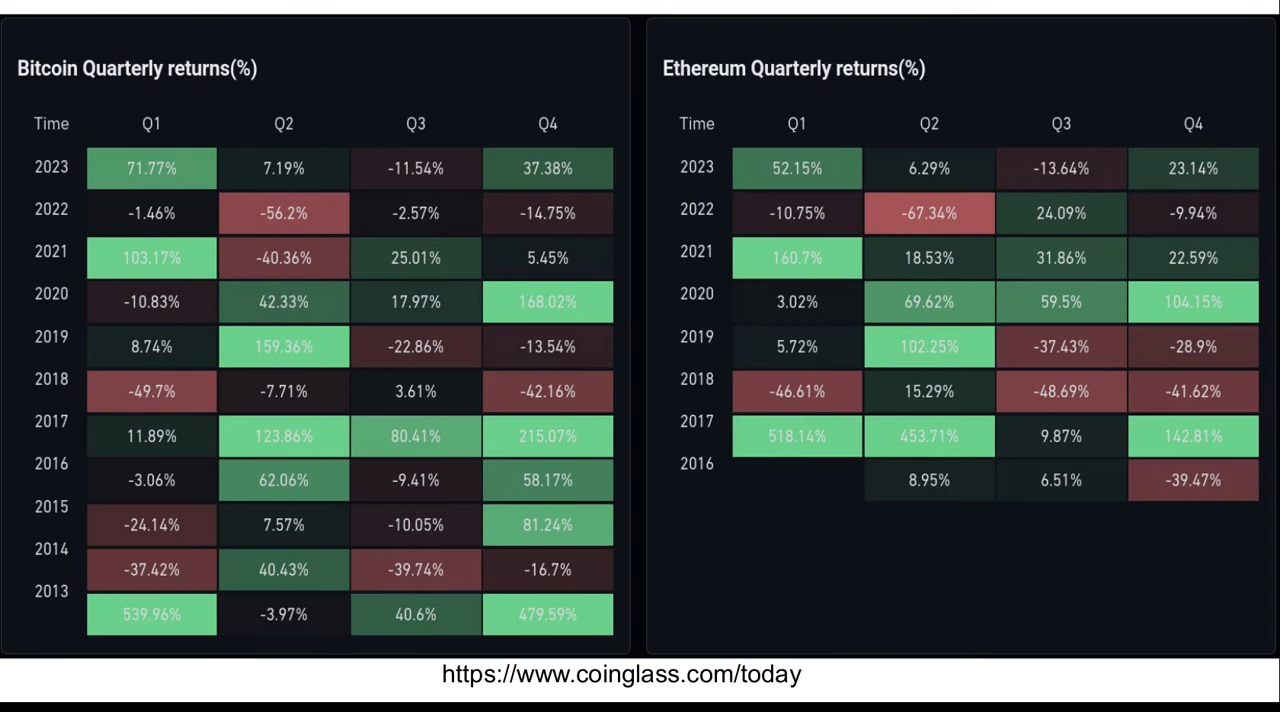 Bitcoin Quarterly returns(%)
Time Q1 Q2 Q3 Q4
2023 71.77% 7.19% -11.54% 37.38%
2022 -1.46% -56.2% -2.57% -14.75%
2021 103.17% -40.36% 25.01% 5.45%
2020 -10.83% 42.33% 17.97% 168.02%
2019 8.74% 159.36% -22.86% -13.54%
2018 -49.7% -7.71% 3.61% -42.16%
2017 11.89% 123.86% 80.41% 215.07%
2016 -3.06% 62.06% -9.41% 58.17%
2015 -24.14% 7.57% -10.05% 81.24%
2014 -37.42% 40.43% -39.74% -16.7%
2013 539.96% -3.97% 40.6% 479.59%
Ethereum Quarterly returns(%)
Time Q1 Q2 Q3 Q4
2023 52.15% 6.29% -13.64% 23.14%
2022 -10.75% -67.34% 24.09% -9.94%
2021 160.7% 18.53% 31.86% 22.59%
2020 3.02% 69.62% 59.5% 104.15%
2019 5.72% 102.25% -37.43% -28.9%
2018 -46.61% 15.29% -48.69% -41.62%
2017 518.14% 453.71% 9.87% 142.81%
2016 8.95% 6.51% -39.47%
https://www.coinglass.com/today